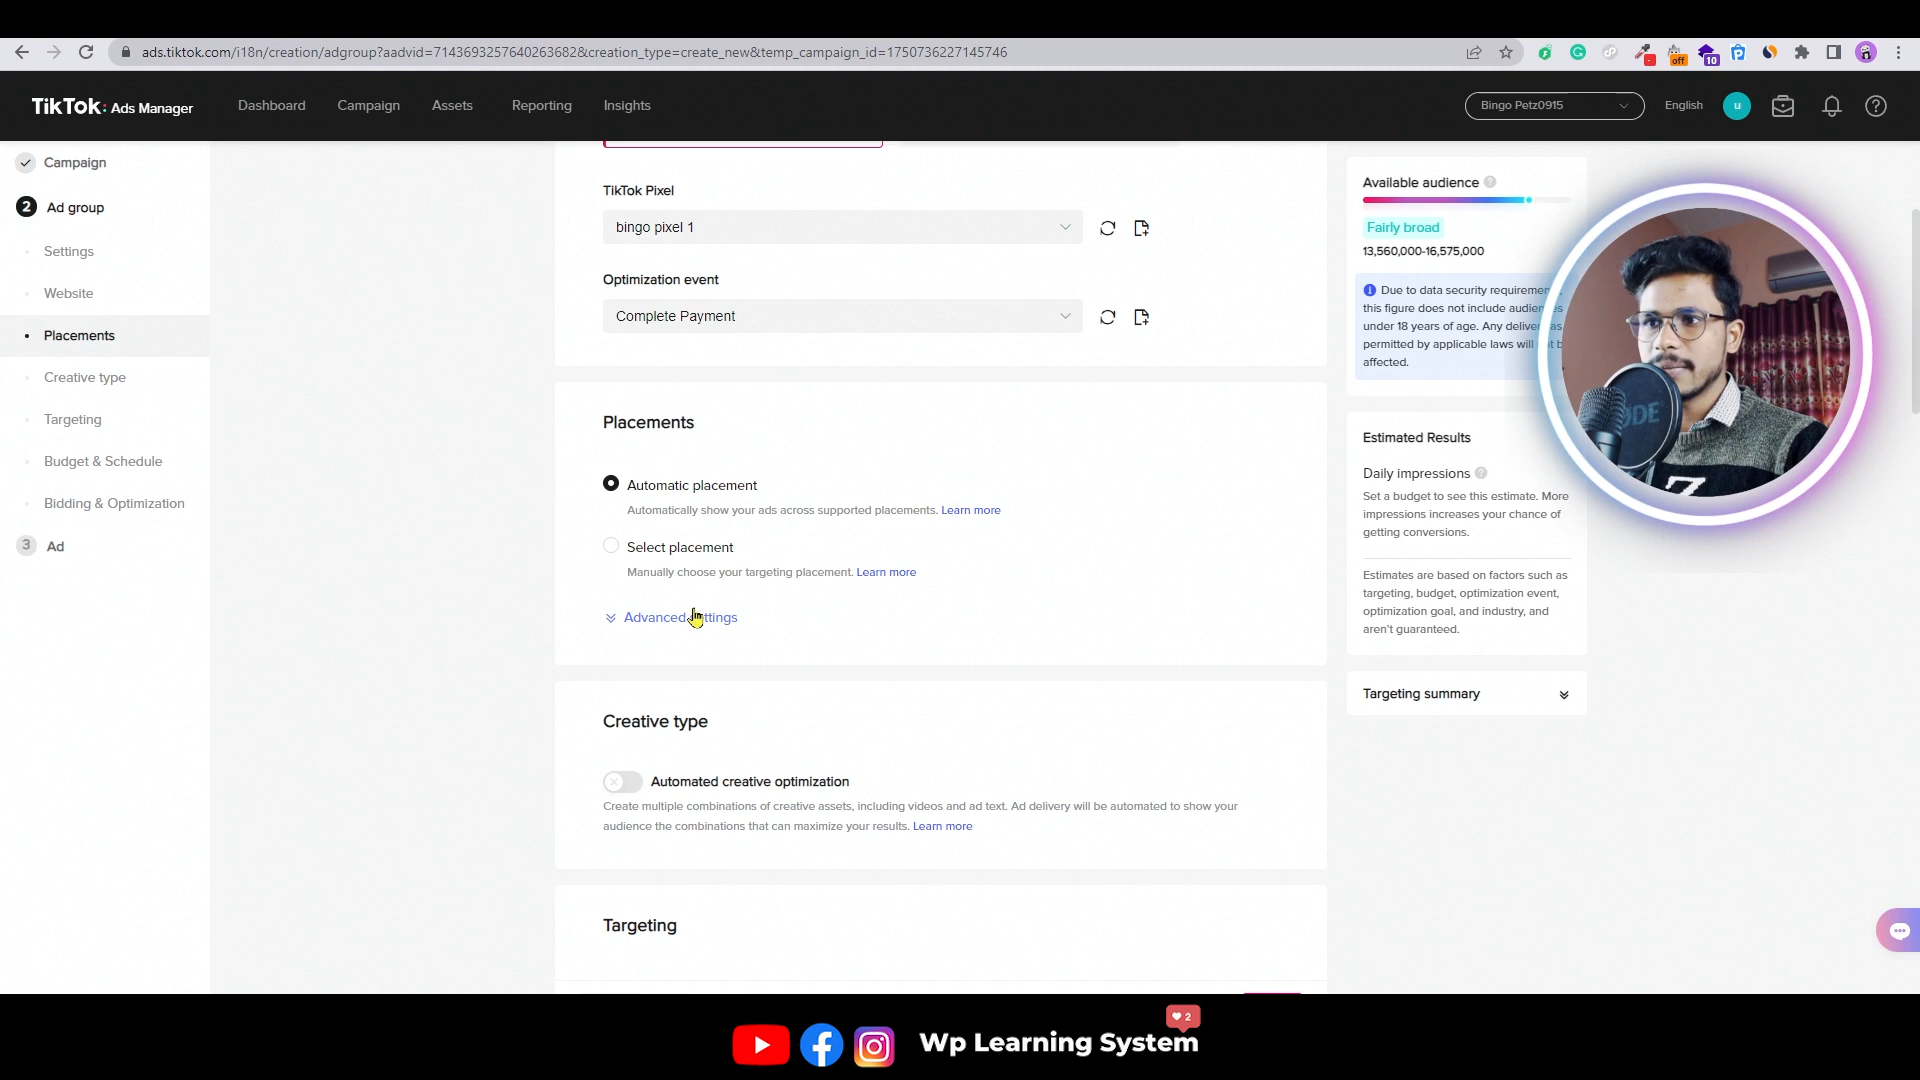 ads.tiktok.com/i18n/creation/adgroup?aadvid=7143693257640263682&creation_type=create_new&temp_campaign_id=1750736227145746
off
10
TikTok: Ads Manager
Dashboard
Campaign
Assets
Reporting
Insights
Bingo Petz0915
English
u
Campaign
2 Ad group
Settings
Website
Placements
Creative type
Targeting
Budget & Schedule
Bidding & Optimization
3 Ad
TikTok Pixel
bingo pixel 1
Optimization event
Complete Payment
Placements
Automatic placement
Automatically show your ads across supported placements. Learn more
Select placement
Manually choose your targeting placement. Learn more
Advanced
Creative type
Automated creative optimization
Create multiple combinations of creative assets, including videos and ad text. Ad delivery will be automated to show your
audience the combinations that can maximize your results. Learn more
Targeting
Available audience
Fairly broad
13,560,000-16,575,000
Due to data security
this figure does not include
under 18 years of age. Any
permitted by applicable laws will
affected.
Estimated Results
Daily impressions
Set a budget to see this estimate. More
impressions increases your chance of
getting conversions.
Estimates are based on factors such as
targeting, budget, optimization event,
optimization goal, and industry, and
aren't guaranteed.
Targeting summary
2
Wp Learning System